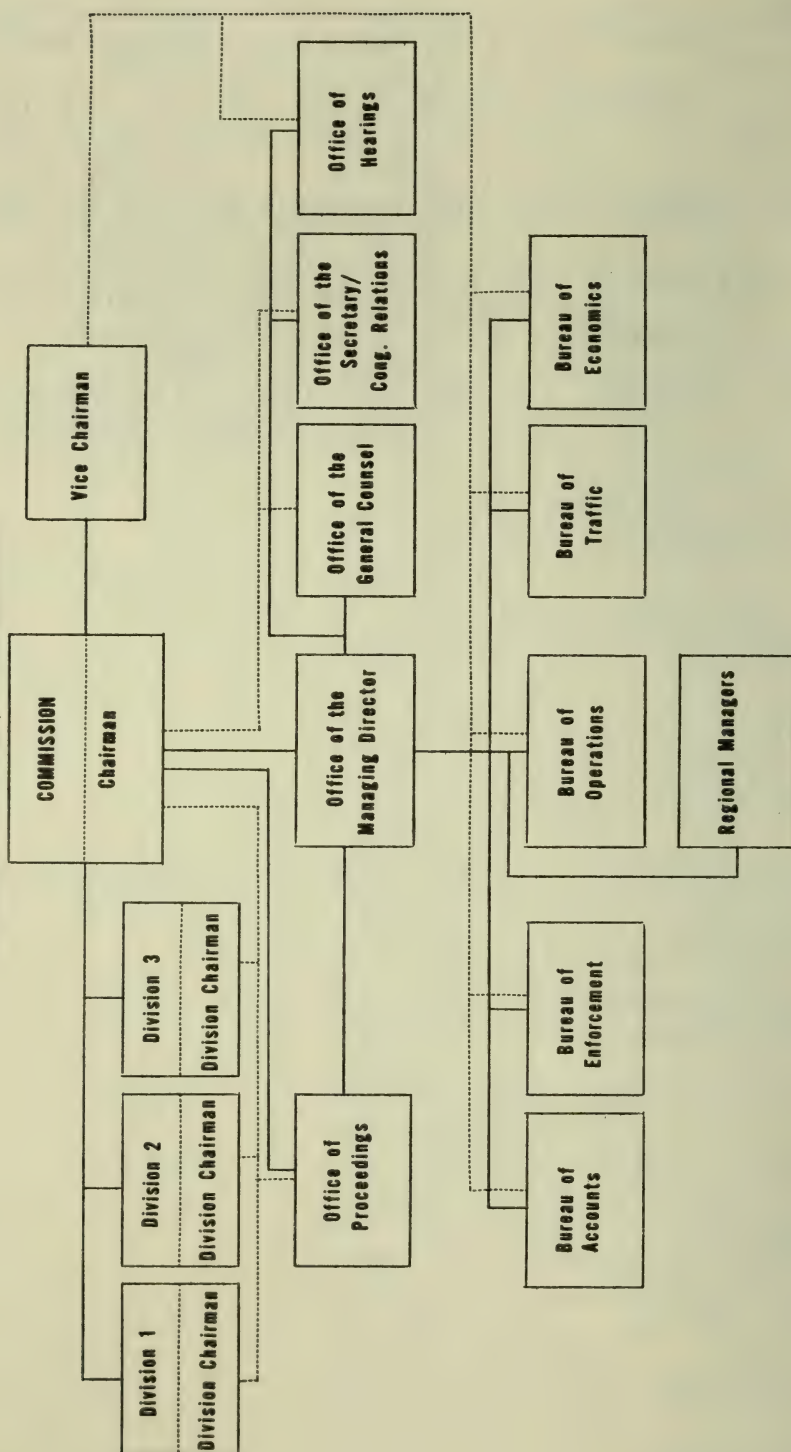 COMMISSION
Chairman
Vice Chairman
Division 1
Division Chairman
Division 2
Division Chairman
Division 3
Division Chairman
Office of
Proceedings
Office of the
Managing Director
Office of the
General Counsel
Office of the
Secretary/
Cong. Relations
Office of
Hearings
Bureau of
Accounts
Bureau of
Enforcement
Bureau of
Operations
Bureau of
Traffic
Bureau of
Economics
Regional Managers